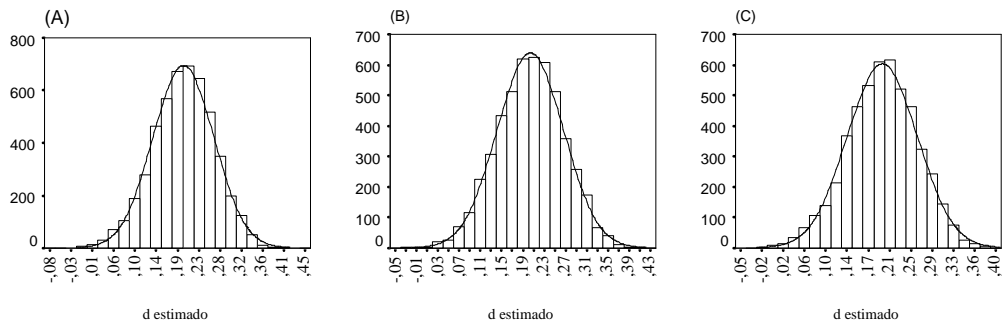 (A)
800
600
400
200
0
-,08 -,03 ,01 ,06 ,10 ,14 ,19 ,23 ,28 ,32 ,36 ,41 ,45
d estimado
(B)
700
600
500
400
300
200
100
0
-,05 -,01 ,03 ,07 ,11 ,15 ,19 ,23 ,27 ,31 ,35 ,39 ,43
d estimado
(C)
700
600
500
400
300
200
100
0
-,05 -,02 ,02 ,06 ,10 ,14 ,17 ,21 ,25 ,29 ,33 ,36 ,40
d estimado